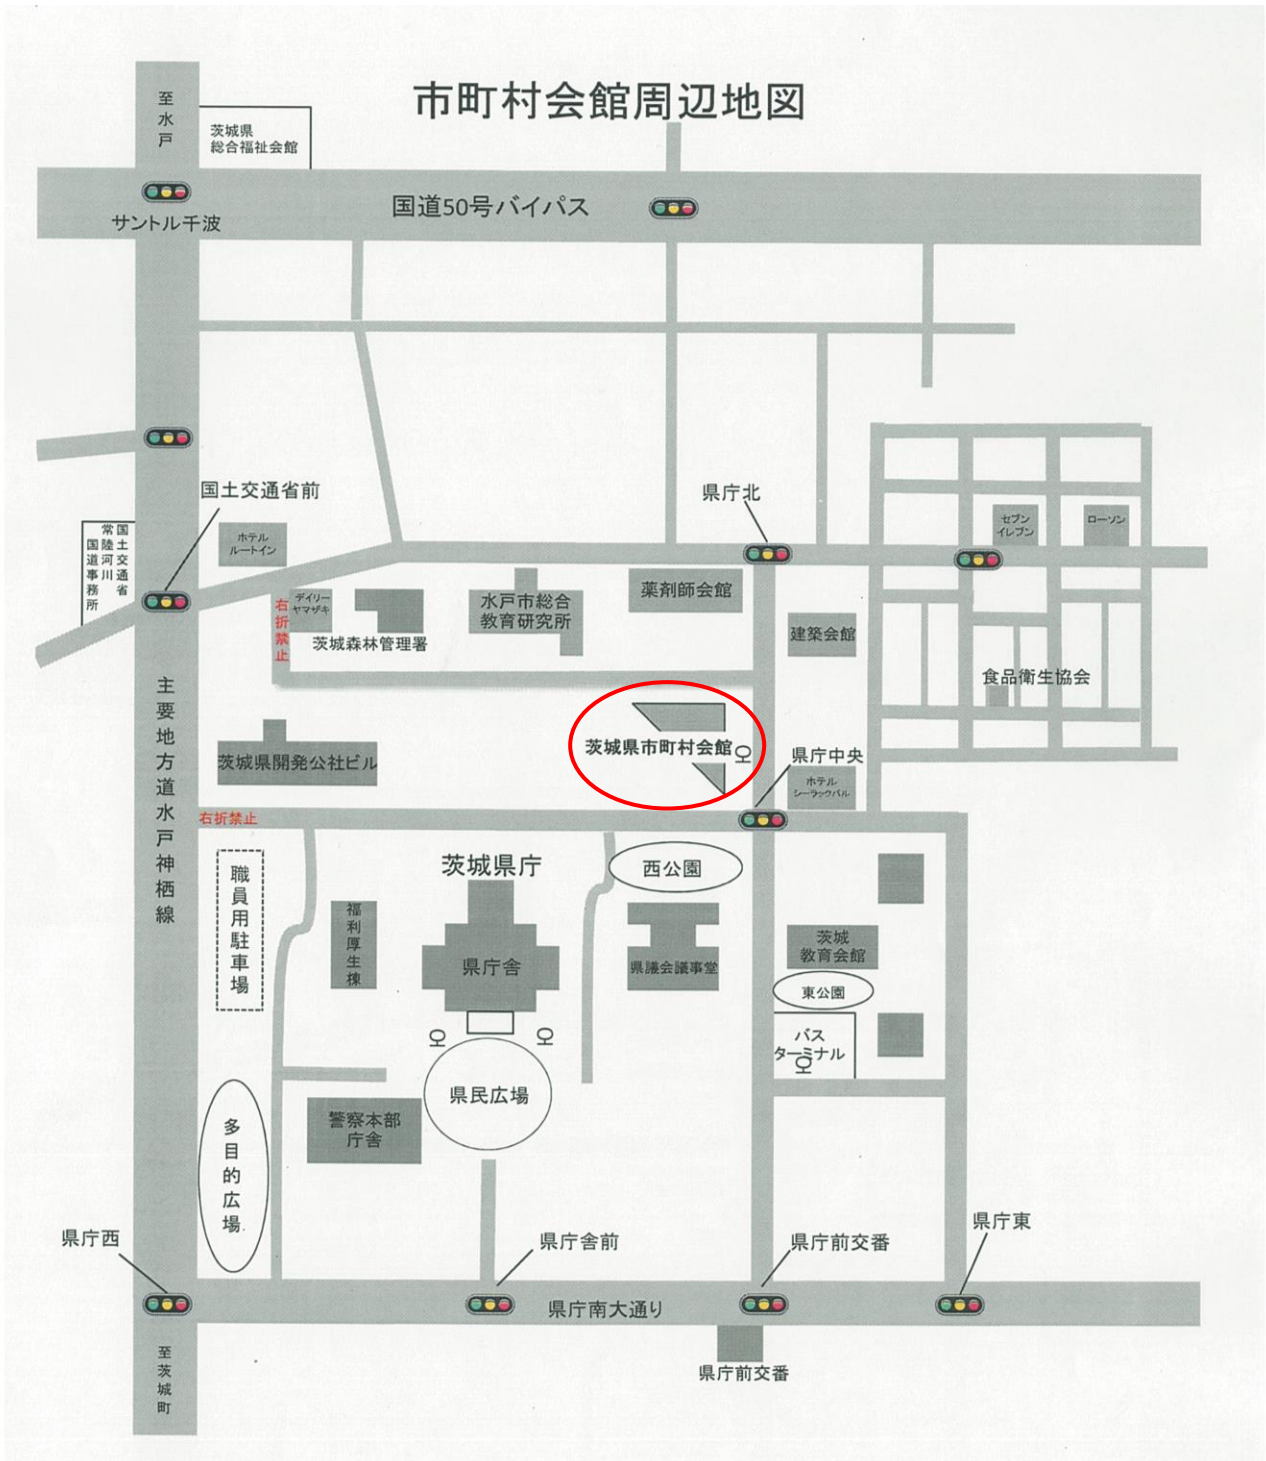 市町村会館周辺地図
至水戸
茨城県
総合福祉会館
サントル千波
国道50号バイパス
国土交通省前
県庁北
ホテル
ルートイン
セブン
イレブン
ローソン
国土交通省
常陸河川
国道事務所
右折禁止
デイリー
ヤマザキ
茨城森林管理署
水戸市総合
教育研究所
薬剤師会館
建築会館
食品衛生協会
主要地方道水戸神栖線
茨城県開発公社ビル
茨城県市町村会館
県庁中央
ホテル
シーラックパル
右折禁止
職員用駐車場
茨城県庁
西公園
福利厚生棟
県庁舎
県議会議事堂
茨城
教育会館
東公園
バス
ターミナル
県民広場
警察本部
庁舎
多目的広場
県庁西
県庁舎前
県庁前交番
県庁東
県庁南大通り
県庁前交番
至茨城町